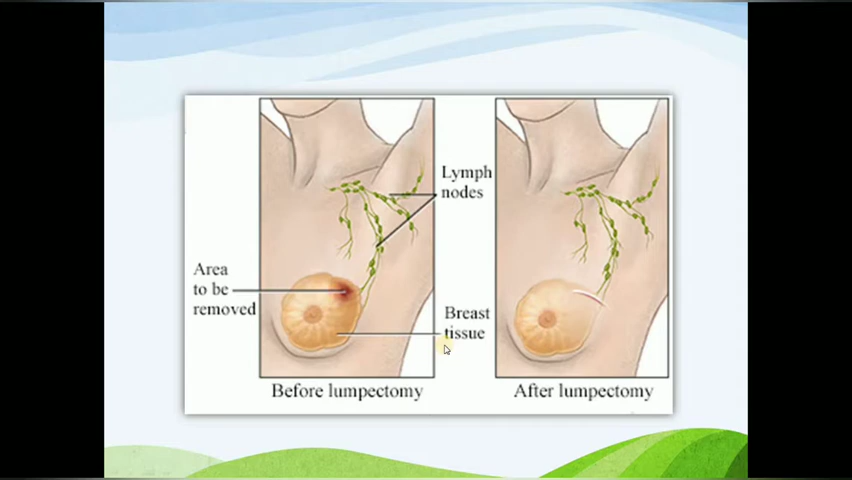 Lymph
nodes
Area
to be
removed
Breast
tissue
Before lumpectomy
After lumpectomy